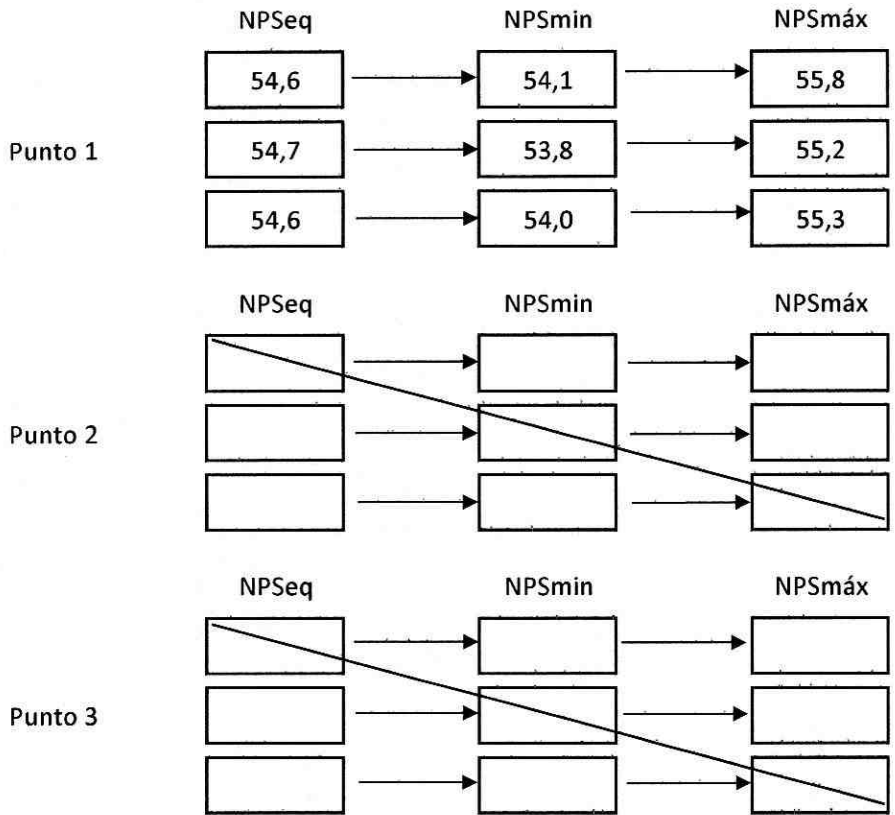 NPSeq NPSmin NPSmáx
54,6 54,1 55,8
Punto 1 54,7 53,8 55,2
54,6 54,0 55,3
NPSeq NPSmin NPSmáx
Punto 2
NPSeq NPSmin NPSmáx
Punto 3